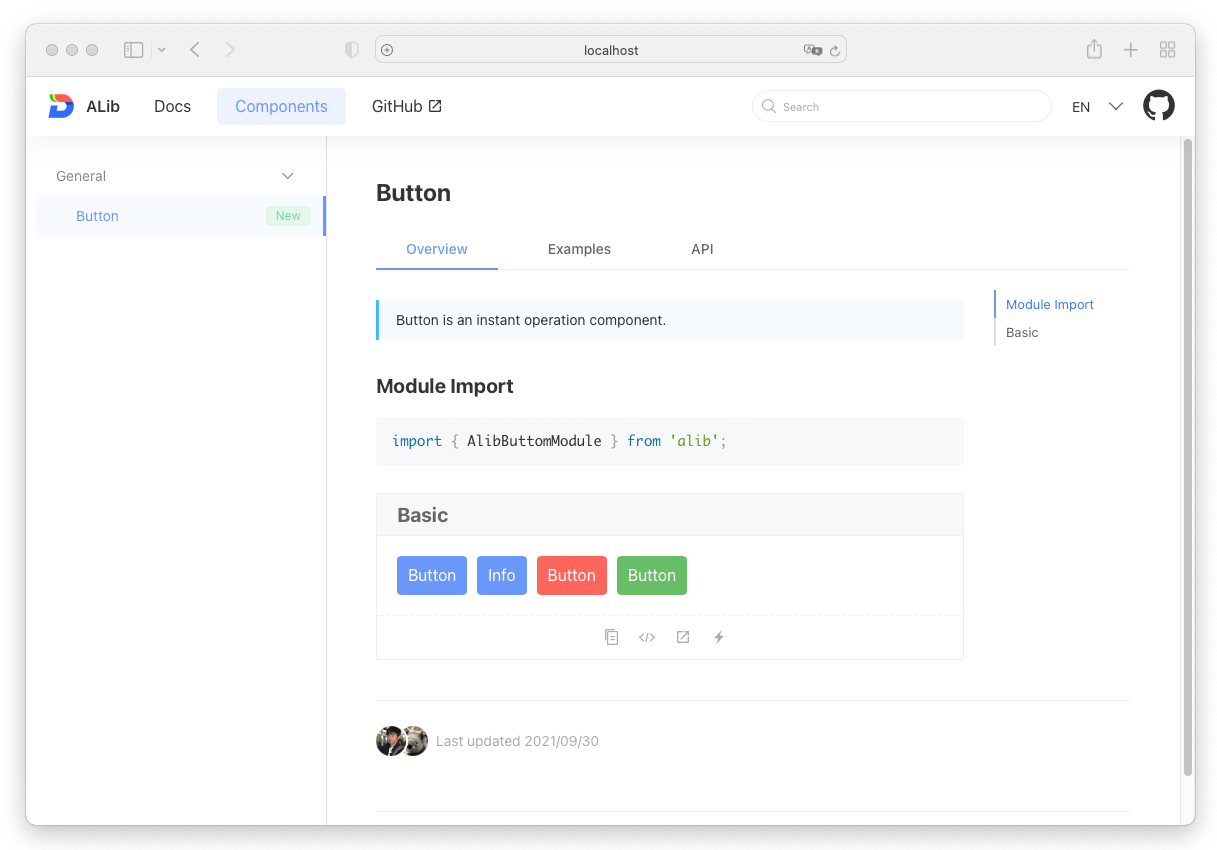 localhost
ALib Docs Components GitHub Search EN
General
Button New
Button
Overview Examples API
Button is an instant operation component.
Module Import
Basic
Module Import
import { AlibButtomModule } from 'alib';
Basic
Button Info Button Button
Last updated 2021/09/30